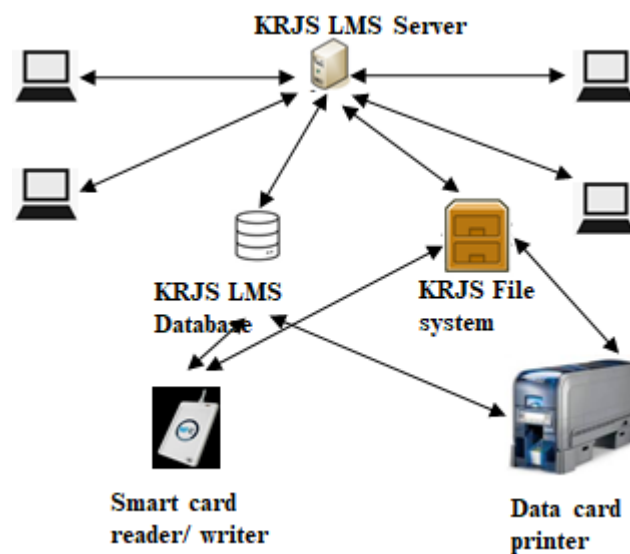 KRJS LMS Server
KRJS LMS
Database
KRJS File
system
Smart card
reader/ writer
Data card
printer